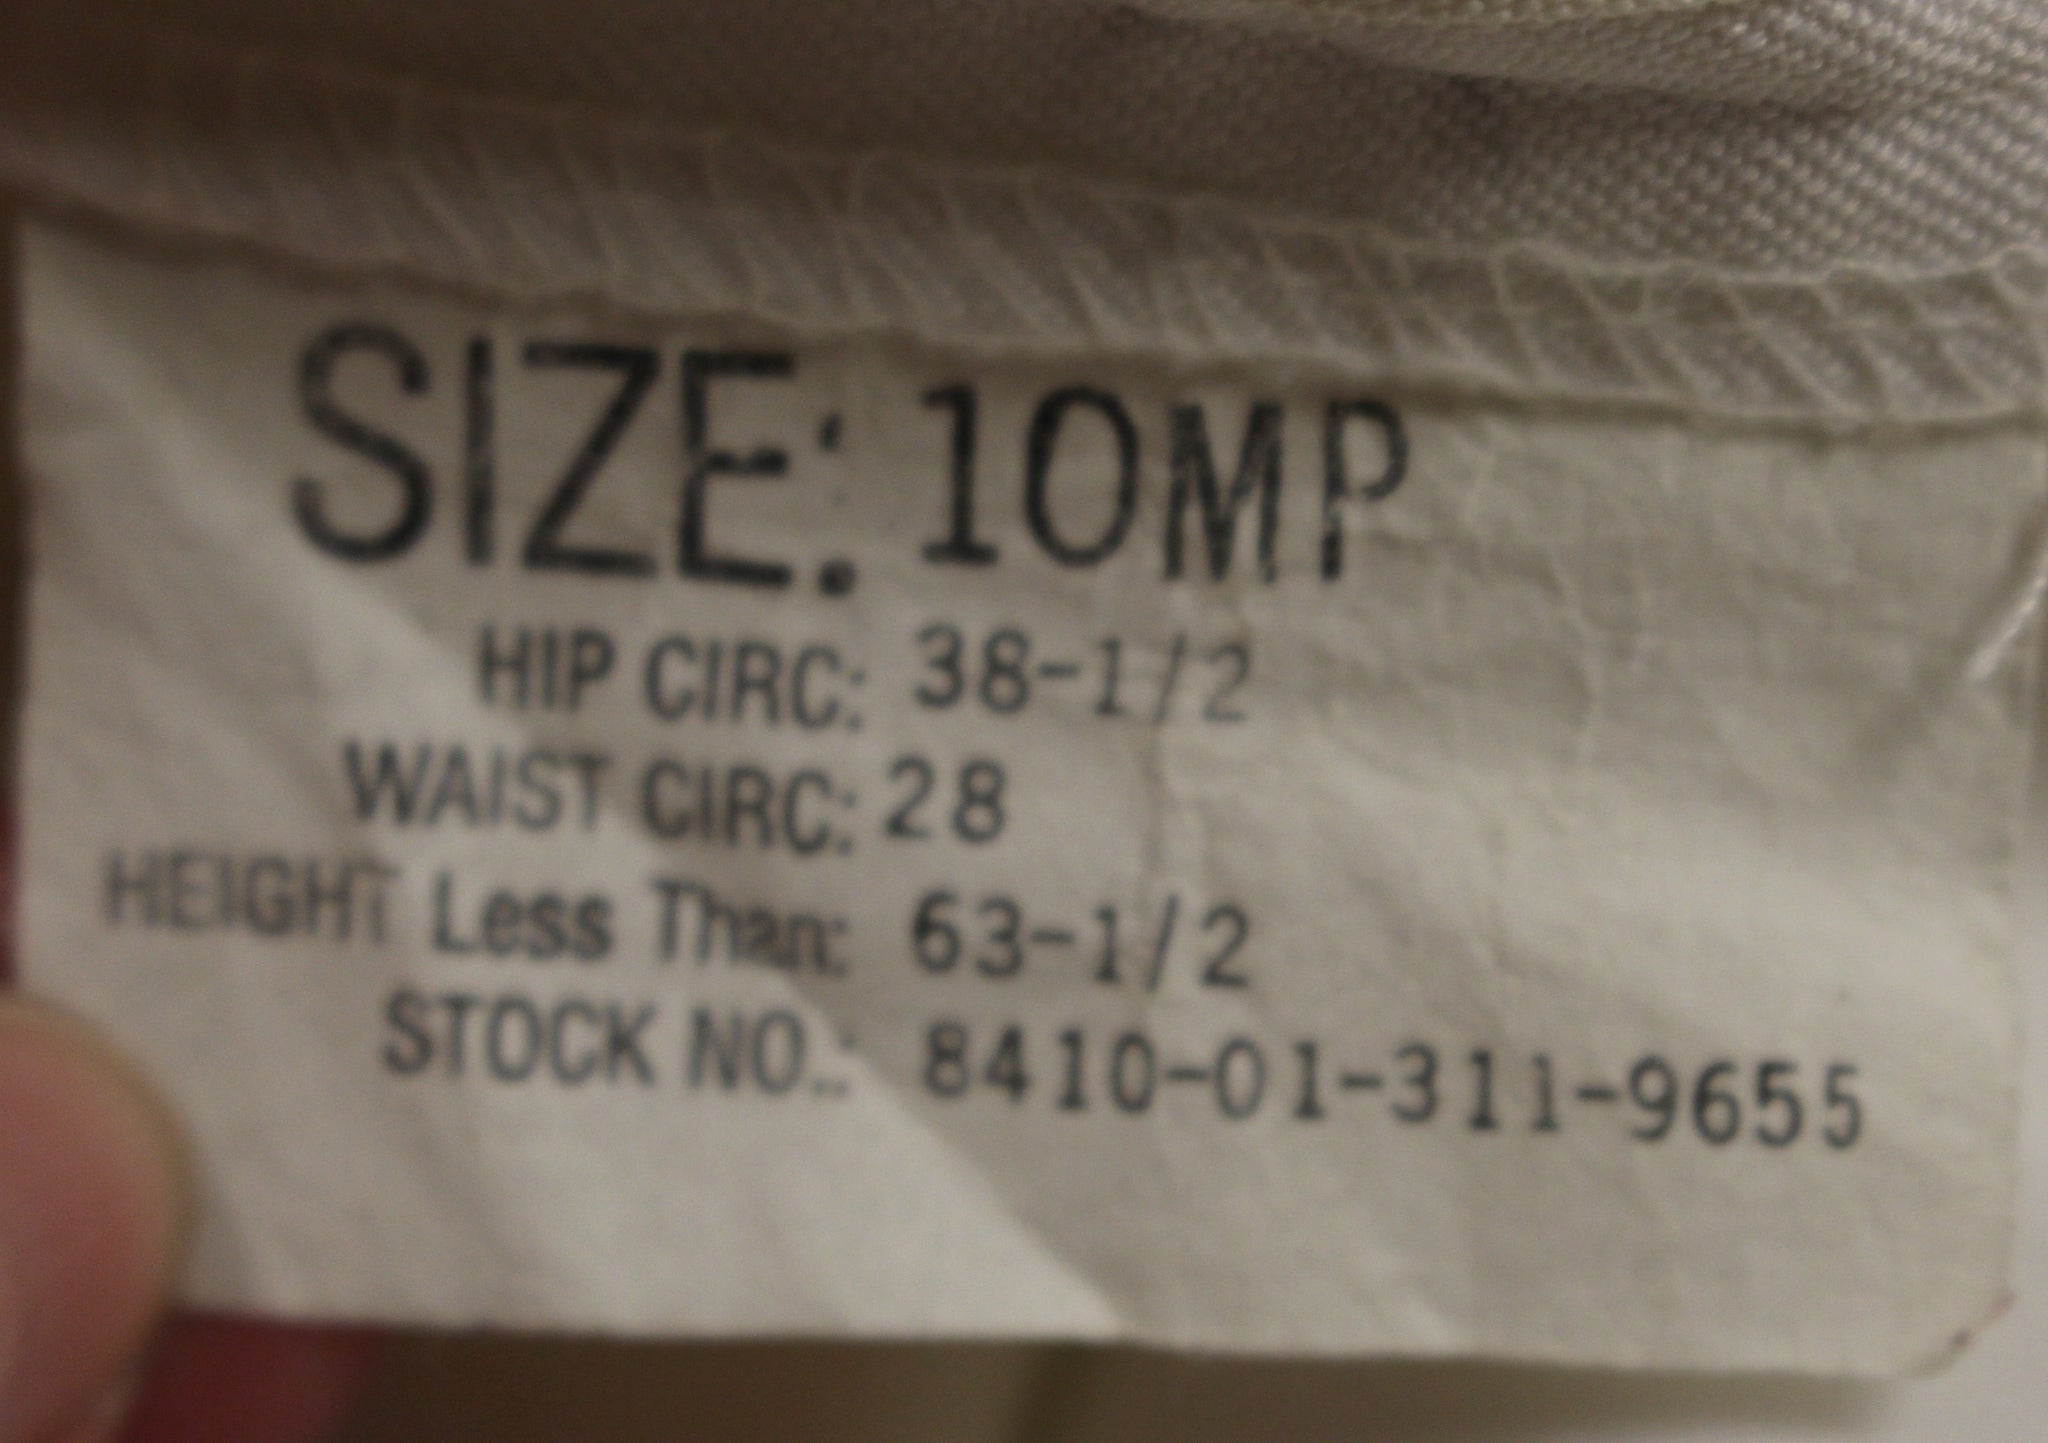 SIZE: 10MP
HIP CIRC: 38-1/2
WAIST CIRC: 28
HEIGHT Less Than: 63-1/2
STOCK NO.: 8410-01-311-9655